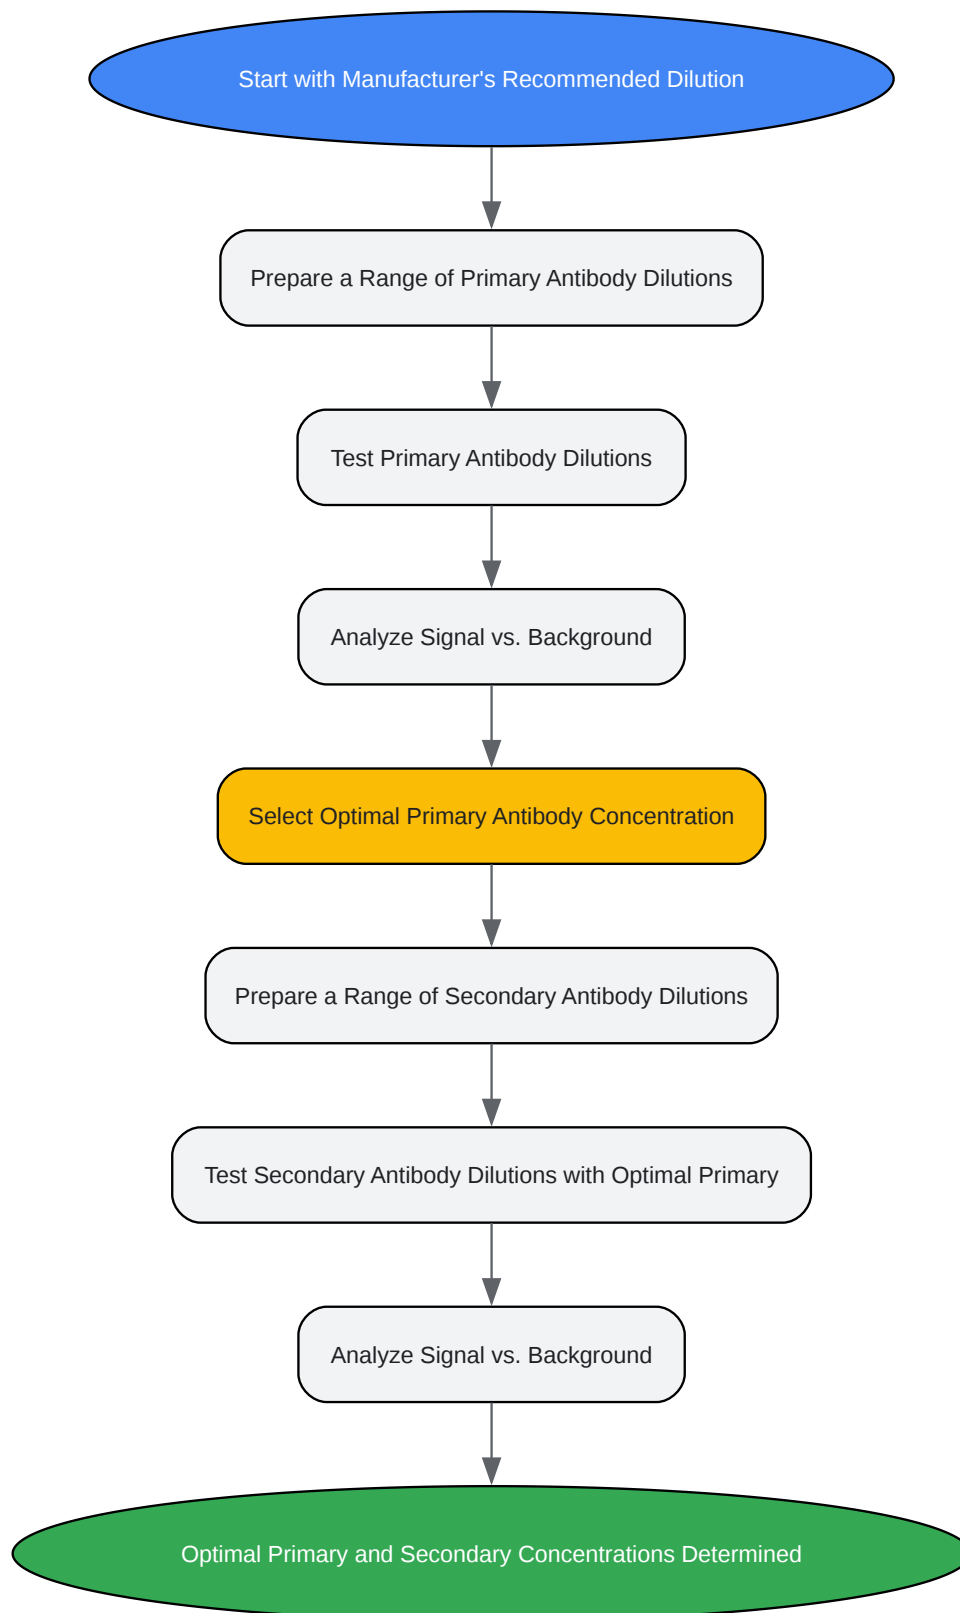 Start with Manufacturer's Recommended Dilution
Prepare a Range of Primary Antibody Dilutions
Test Primary Antibody Dilutions
Analyze Signal vs. Background
Select Optimal Primary Antibody Concentration
Prepare a Range of Secondary Antibody Dilutions
Test Secondary Antibody Dilutions with Optimal Primary
Analyze Signal vs. Background
Optimal Primary and Secondary Concentrations Determined